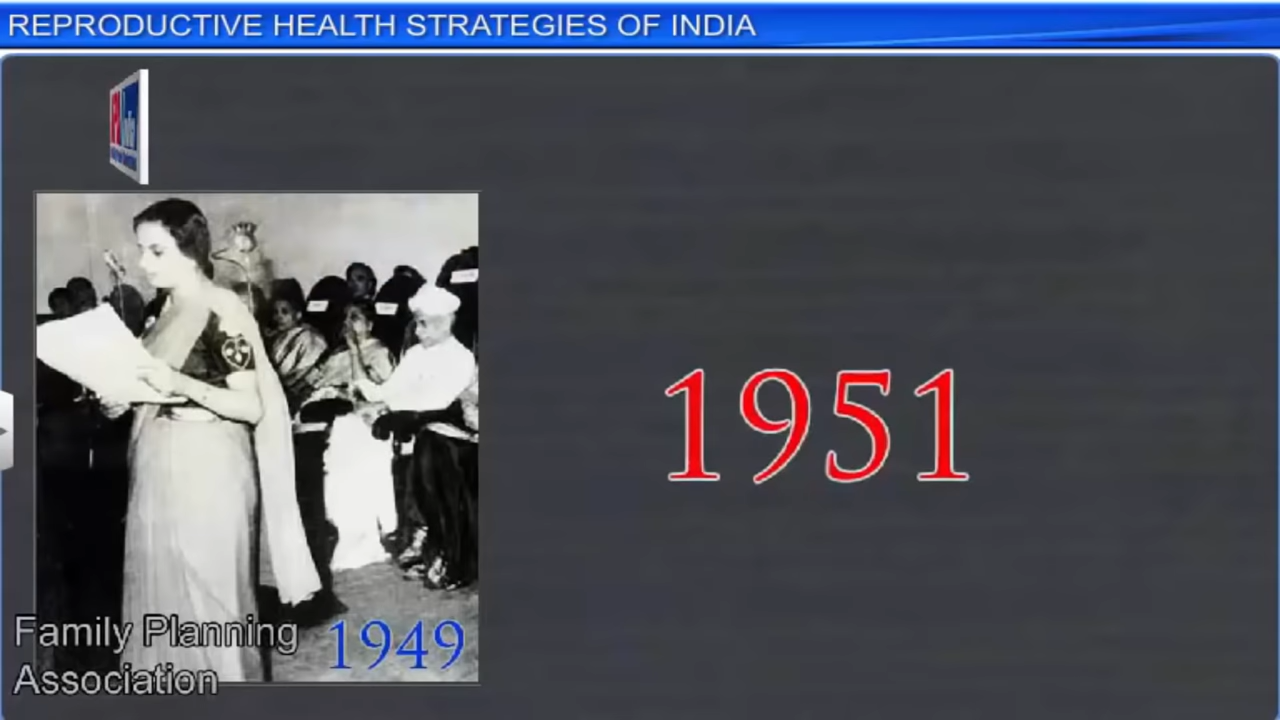 REPRODUCTIVE HEALTH STRATEGIES OF INDIA
1951
Family Planning
Association
1949